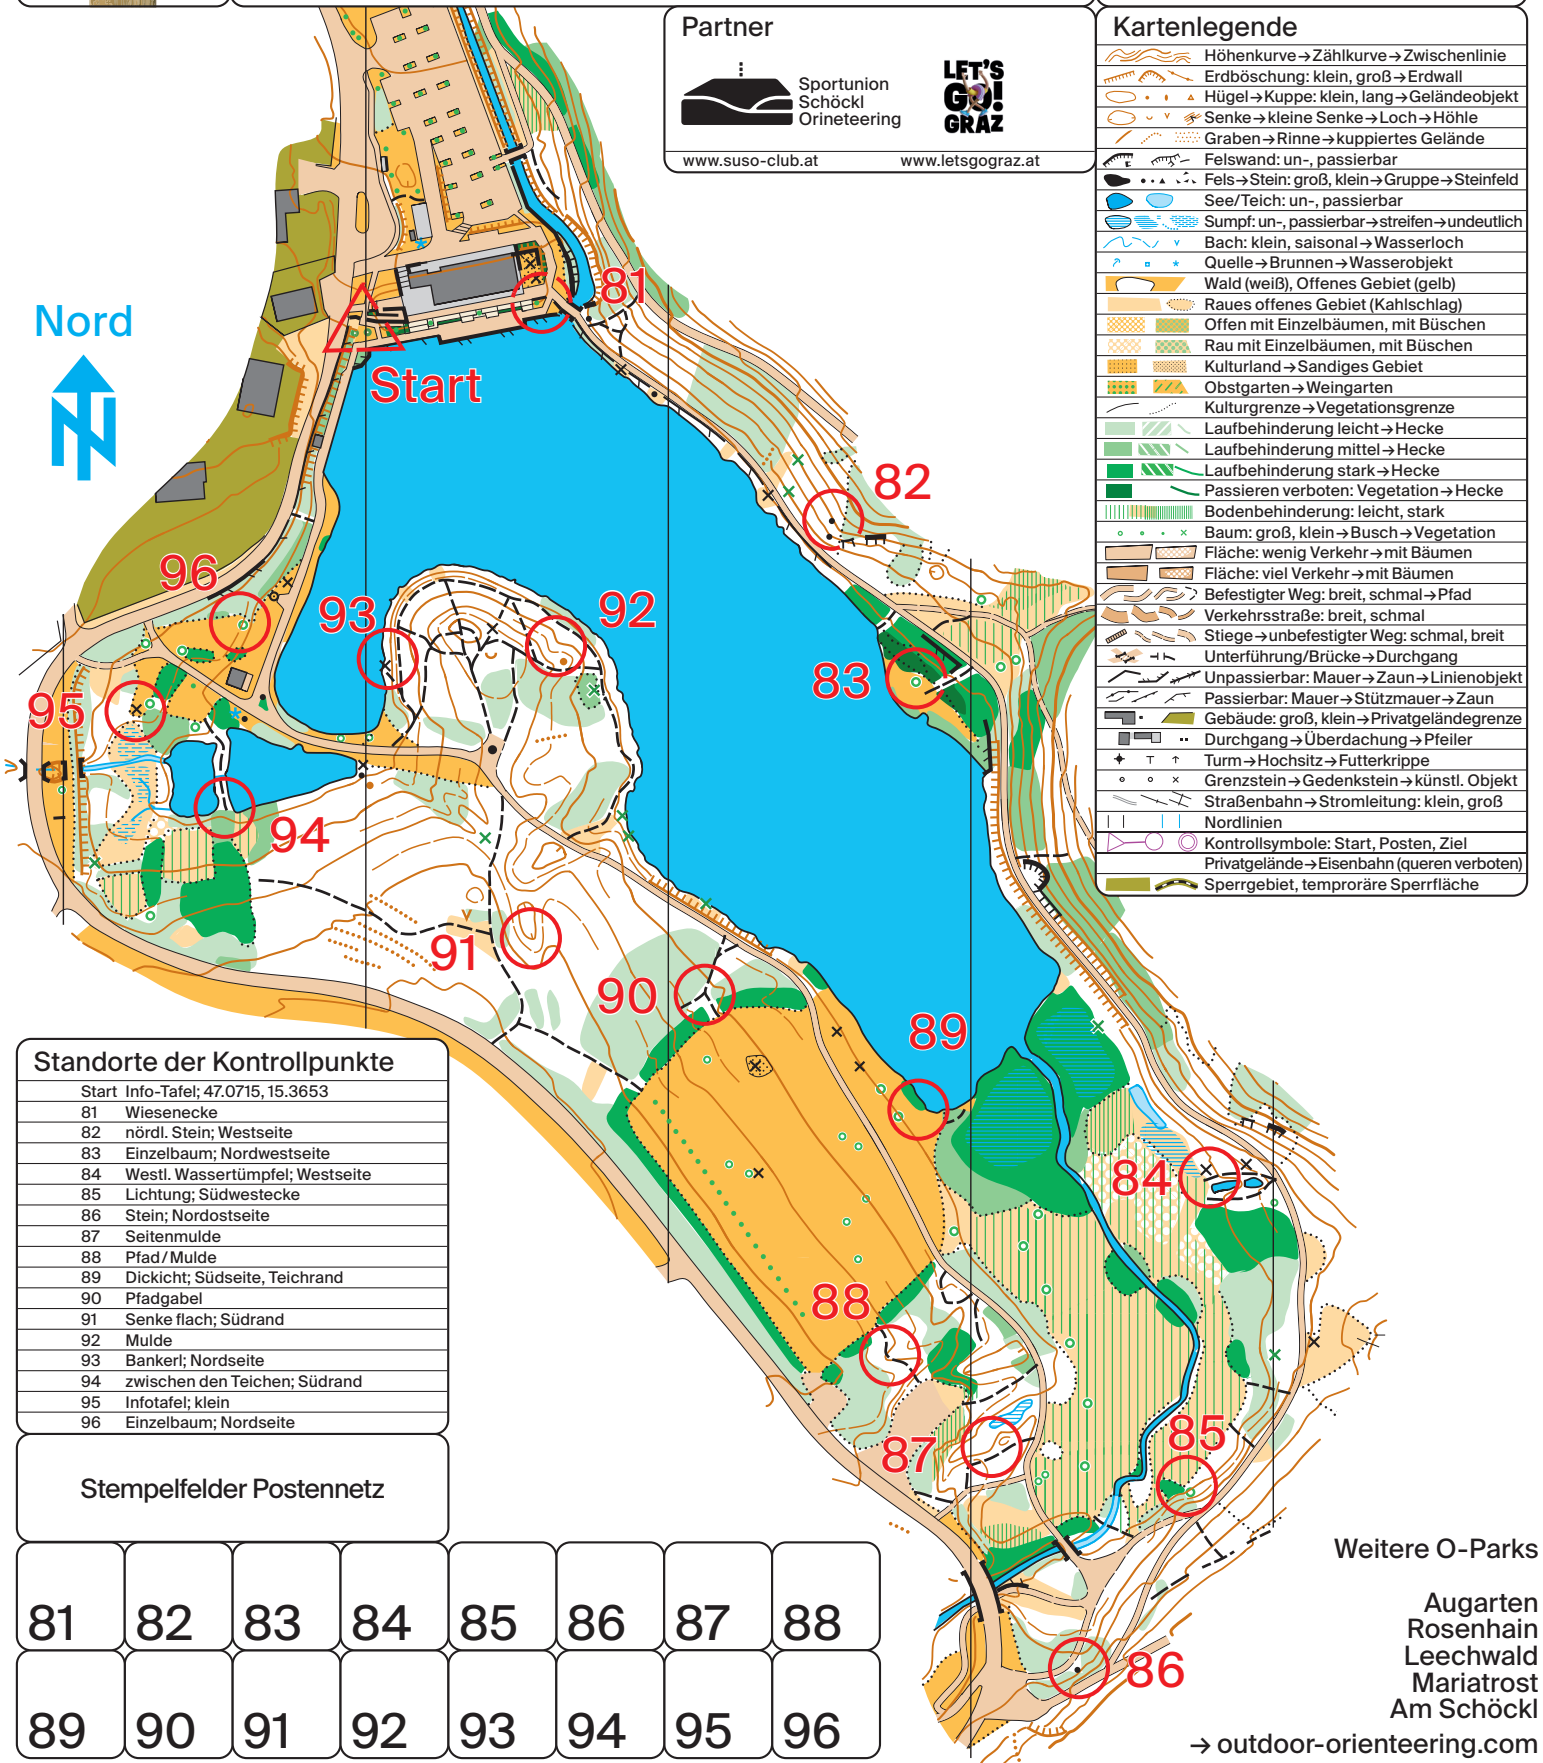 Partner
Sportunion
Schöckl
Orineteering
LET'S
GO!
GRAZ
www.suso-club.at
www.letsgograz.at
Kartenlegende
Höhenkurve→Zählkurve→Zwischenlinie
Erdböschung: klein, groß→Erdwall
Hügel→Kuppe: klein, lang→Geländeobjekt
Senke→kleine Senke→Loch→Höhle
Graben→Rinne→kuppiertes Gelände
Felswand: un-, passierbar
Fels→Stein: groß, klein→Gruppe→Steinfeld
See/Teich: un-, passierbar
Sumpf: un-, passierbar→streifen→undeutlich
Bach: klein, saisonal→Wasserloch
Quelle→Brunnen→Wasserobjekt
Wald (weiß), Offenes Gebiet (gelb)
Raues offenes Gebiet (Kahlschlag)
Offen mit Einzelbäumen, mit Büschen
Rau mit Einzelbäumen, mit Büschen
Kulturland→Sandiges Gebiet
Obstgarten→Weingarten
Kulturgrenze→Vegetationsgrenze
Laufbehinderung leicht→Hecke
Laufbehinderung mittel→Hecke
Laufbehinderung stark→Hecke
Passieren verboten: Vegetation→Hecke
Bodenbehinderung: leicht, stark
Baum: groß, klein→Busch→Vegetation
Fläche: wenig Verkehr→mit Bäumen
Fläche: viel Verkehr→mit Bäumen
Befestigter Weg: breit, schmal→Pfad
Verkehrsstraße: breit, schmal
Stiege→unbefestigter Weg: schmal, breit
Unterführung/Brücke→Durchgang
Unpassierbar: Mauer→Zaun→Linienobjekt
Passierbar: Mauer→Stützmauer→Zaun
Gebäude: groß, klein→Privatgeländegrenze
Durchgang→Überdachung→Pfeiler
Turm→Hochsitz→Futterkrippe
Grenzstein→Gedenkstein→künstl. Objekt
Straßenbahn→Stromleitung: klein, groß
Nordlinien
Kontrollsymbole: Start, Posten, Ziel
Privatgelände→Eisenbahn (queren verboten)
Sperrgebiet, temproräre Sperrfläche
Nord
N
Start
81
82
96
93
92
83
95
94
91
90
89
84
88
87
85
86
Standorte der Kontrollpunkte
Start Info-Tafel; 47.0715, 15.3653
81 Wiesenecke
82 nördl. Stein; Westseite
83 Einzelbaum; Nordwestseite
84 Westl. Wassertümpfel; Westseite
85 Lichtung; Südwestecke
86 Stein; Nordostseite
87 Seitenmulde
88 Pfad/Mulde
89 Dickicht; Südseite, Teichrand
90 Pfadgabel
91 Senke flach; Südrand
92 Mulde
93 Bankerl; Nordseite
94 zwischen den Teichen; Südrand
95 Infotafel; klein
96 Einzelbaum; Nordseite
Stempelfelder Postennetz
81 82 83 84 85 86 87 88
89 90 91 92 93 94 95 96
Weitere O-Parks
Augarten
Rosenhain
Leechwald
Mariatrost
Am Schöckl
→ outdoor-orienteering.com